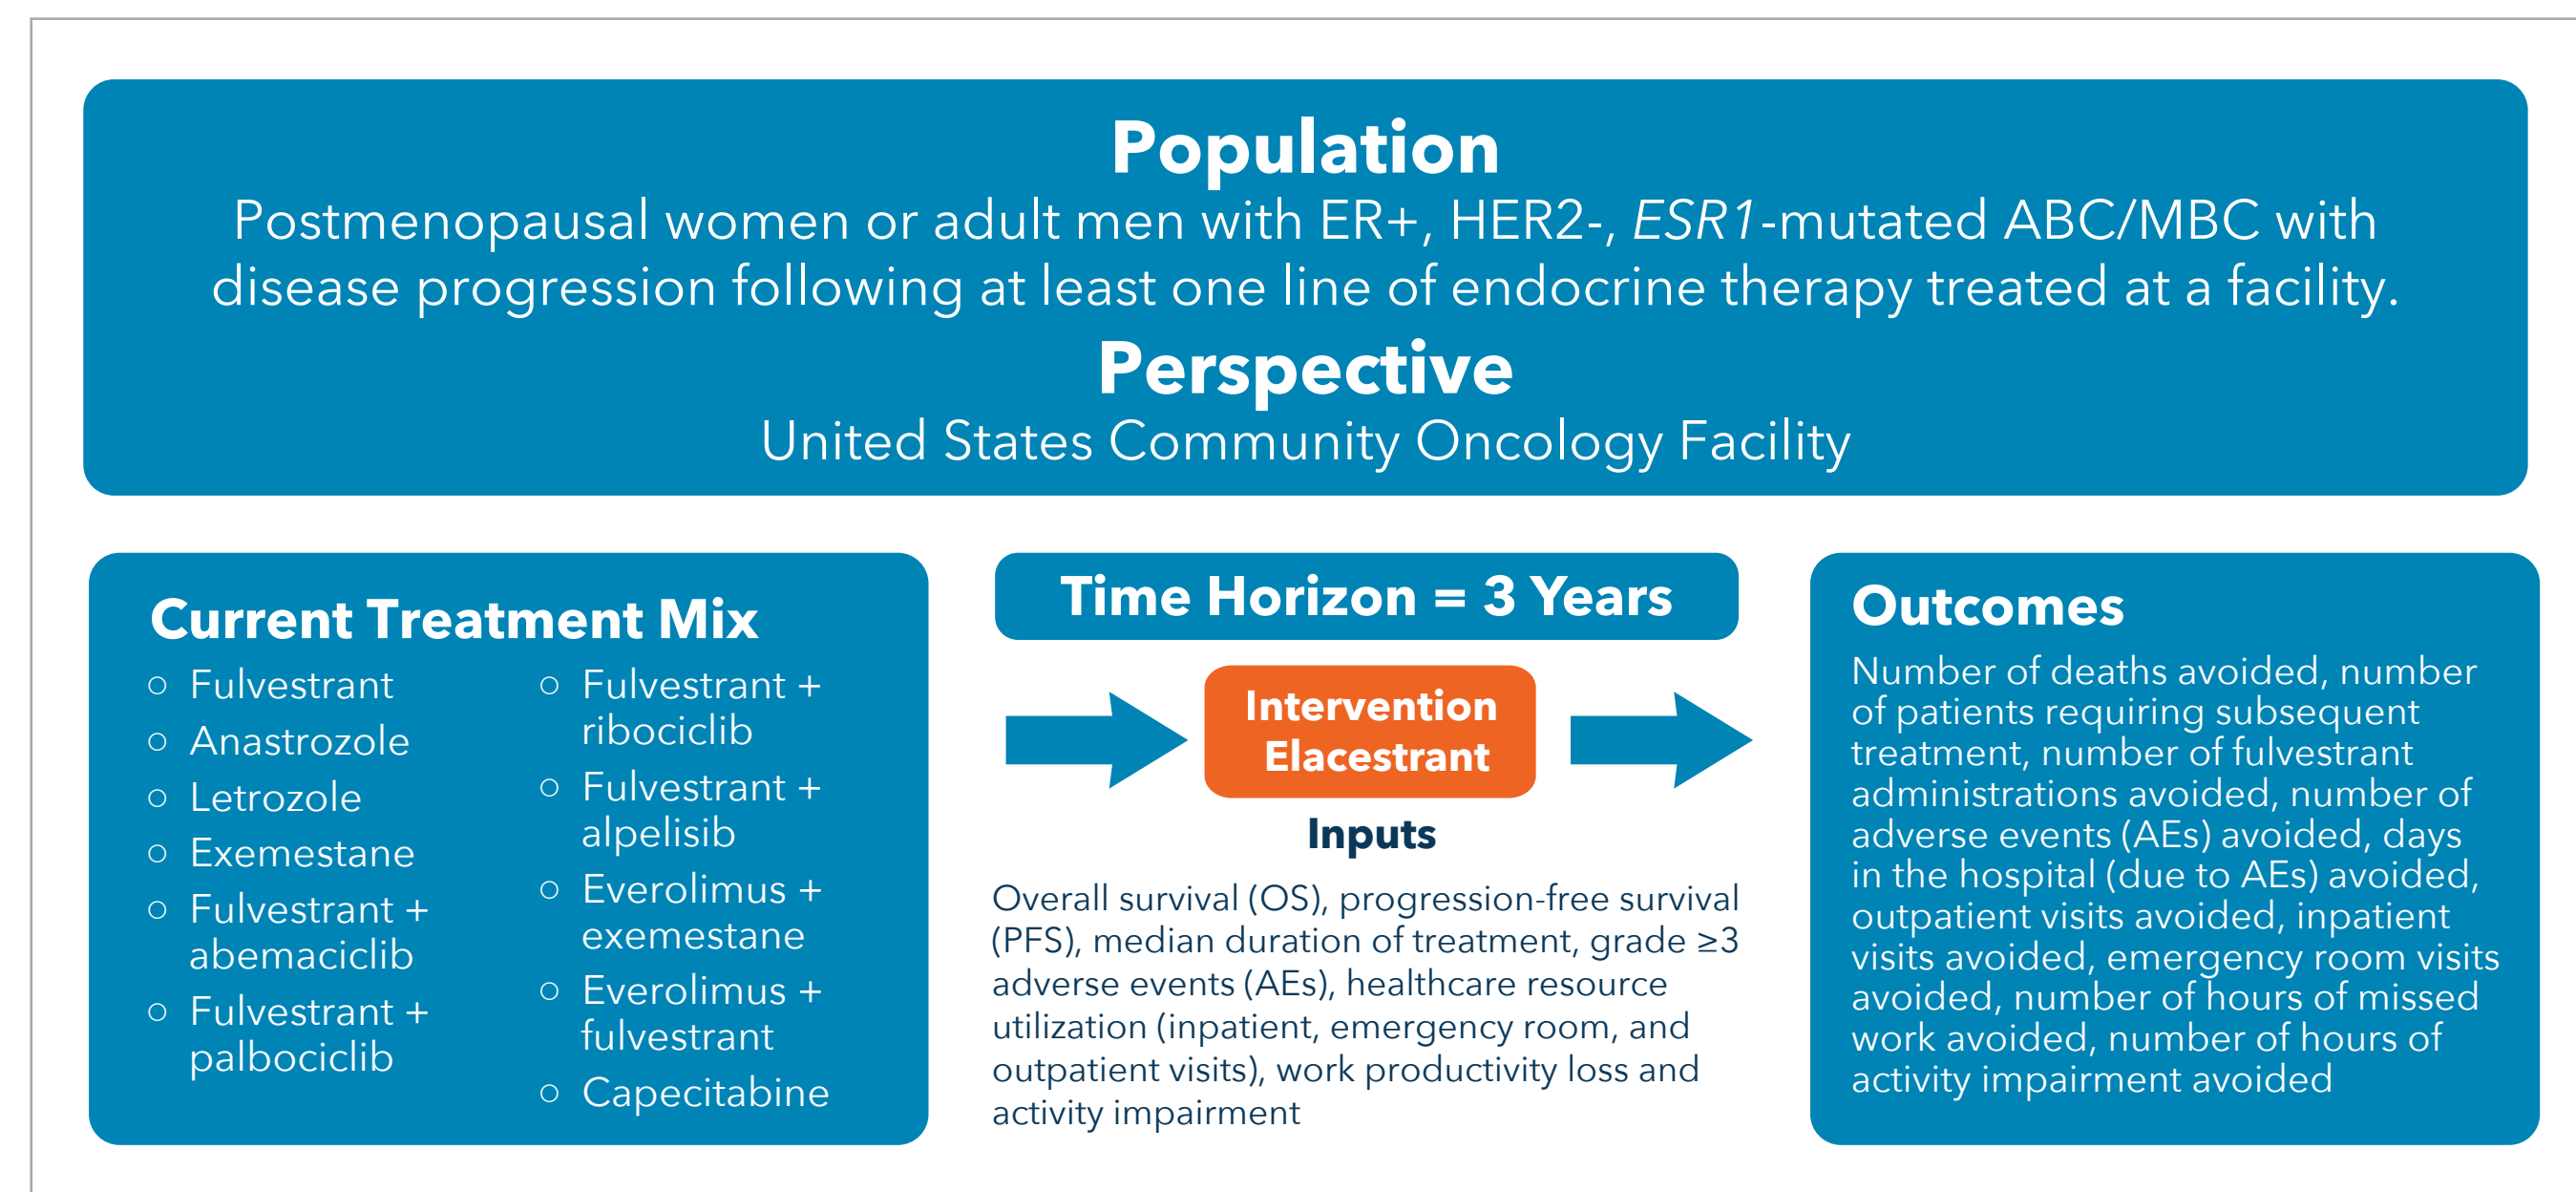 Population
Postmenopausal women or adult men with ER+, HER2-, ESR1-mutated ABC/MBC with
disease progression following at least one line of endocrine therapy treated at a facility.
Perspective
United States Community Oncology Facility
Current Treatment Mix
○ Fulvestrant
○ Anastrozole
○ Letrozole
○ Exemestane
○ Fulvestrant +
abemaciclib
○ Fulvestrant +
palbociclib
○ Fulvestrant +
ribociclib
○ Fulvestrant +
alpelisib
○ Everolimus +
exemestane
○ Everolimus +
fulvestrant
○ Capecitabine
Time Horizon = 3 Years
Intervention
Elacestrant
Inputs
Overall survival (OS), progression-free survival
(PFS), median duration of treatment, grade ≥3
adverse events (AEs), healthcare resource
utilization (inpatient, emergency room, and
outpatient visits), work productivity loss and
activity impairment
Outcomes
Number of deaths avoided, number
of patients requiring subsequent
treatment, number of fulvestrant
administrations avoided, number of
adverse events (AEs) avoided, days
in the hospital (due to AEs) avoided,
outpatient visits avoided, inpatient
visits avoided, emergency room visits
avoided, number of hours of missed
work avoided, number of hours of
activity impairment avoided